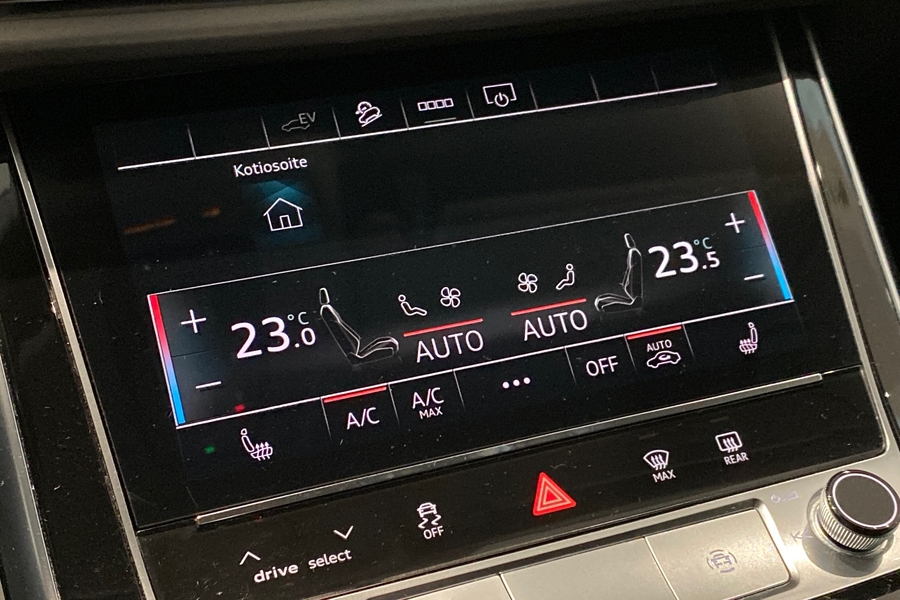 EV
Kotiosoite
+ 23.0 °C -
AUTO
AUTO
23.5 °C + -
A/C
A/C
MAX
...
OFF
AUTO
drive select
OFF
MAX
REAR